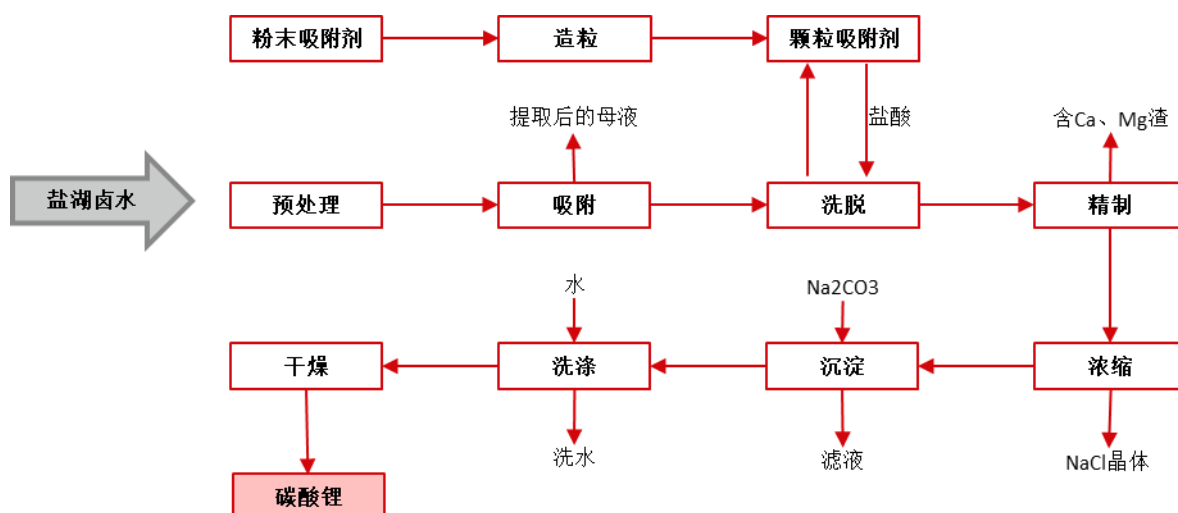 粉末吸附剂
造粒
颗粒吸附剂
提取后的母液
盐酸
含Ca、Mg渣
盐湖卤水
预处理
吸附
洗脱
精制
水
Na2CO3
干燥
洗涤
沉淀
浓缩
洗水
滤液
NaCl晶体
碳酸锂